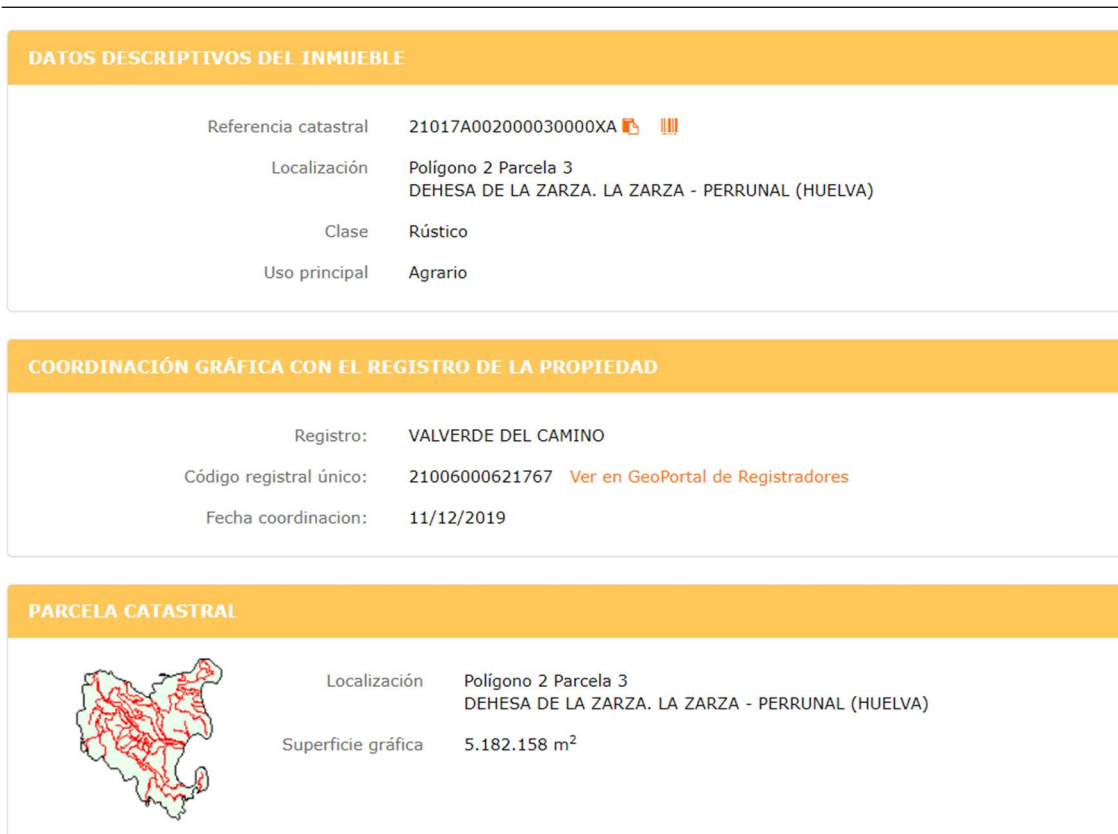 DATOS DESCRIPTIVOS DEL INMUEBLE
Referencia catastral 21017A002000030000XA
Localización Polígono 2 Parcela 3
DEHESA DE LA ZARZA. LA ZARZA - PERRUNAL (HUELVA)
Clase Rústico
Uso principal Agrario
COORDINACIÓN GRÁFICA CON EL REGISTRO DE LA PROPIEDAD
Registro: VALVERDE DEL CAMINO
Código registral único: 21006000621767 Ver en GeoPortal de Registradores
Fecha coordinacion: 11/12/2019
PARCELA CATASTRAL
Localización Polígono 2 Parcela 3
DEHESA DE LA ZARZA. LA ZARZA - PERRUNAL (HUELVA)
Superficie gráfica 5.182.158 m²